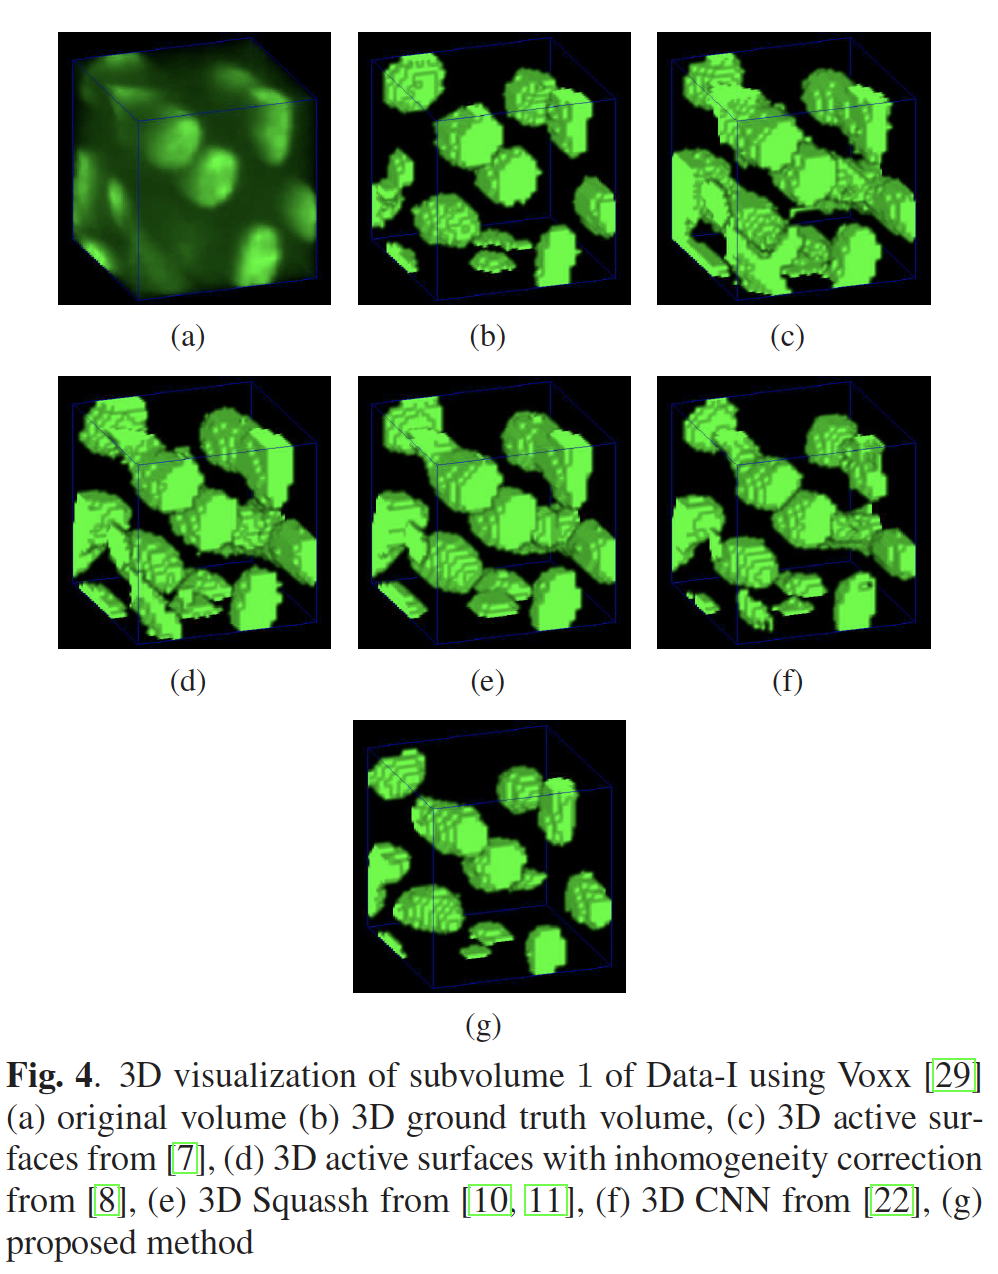 (a)
(b)
(c)
(d)
(e)
(f)
(g)
Fig. 4. 3D visualization of subvolume 1 of Data-I using Voxx [29]
(a) original volume (b) 3D ground truth volume, (c) 3D active sur-
faces from [7], (d) 3D active surfaces with inhomogeneity correction
from [8], (e) 3D Squassh from [10, 11], (f) 3D CNN from [22], (g)
proposed method